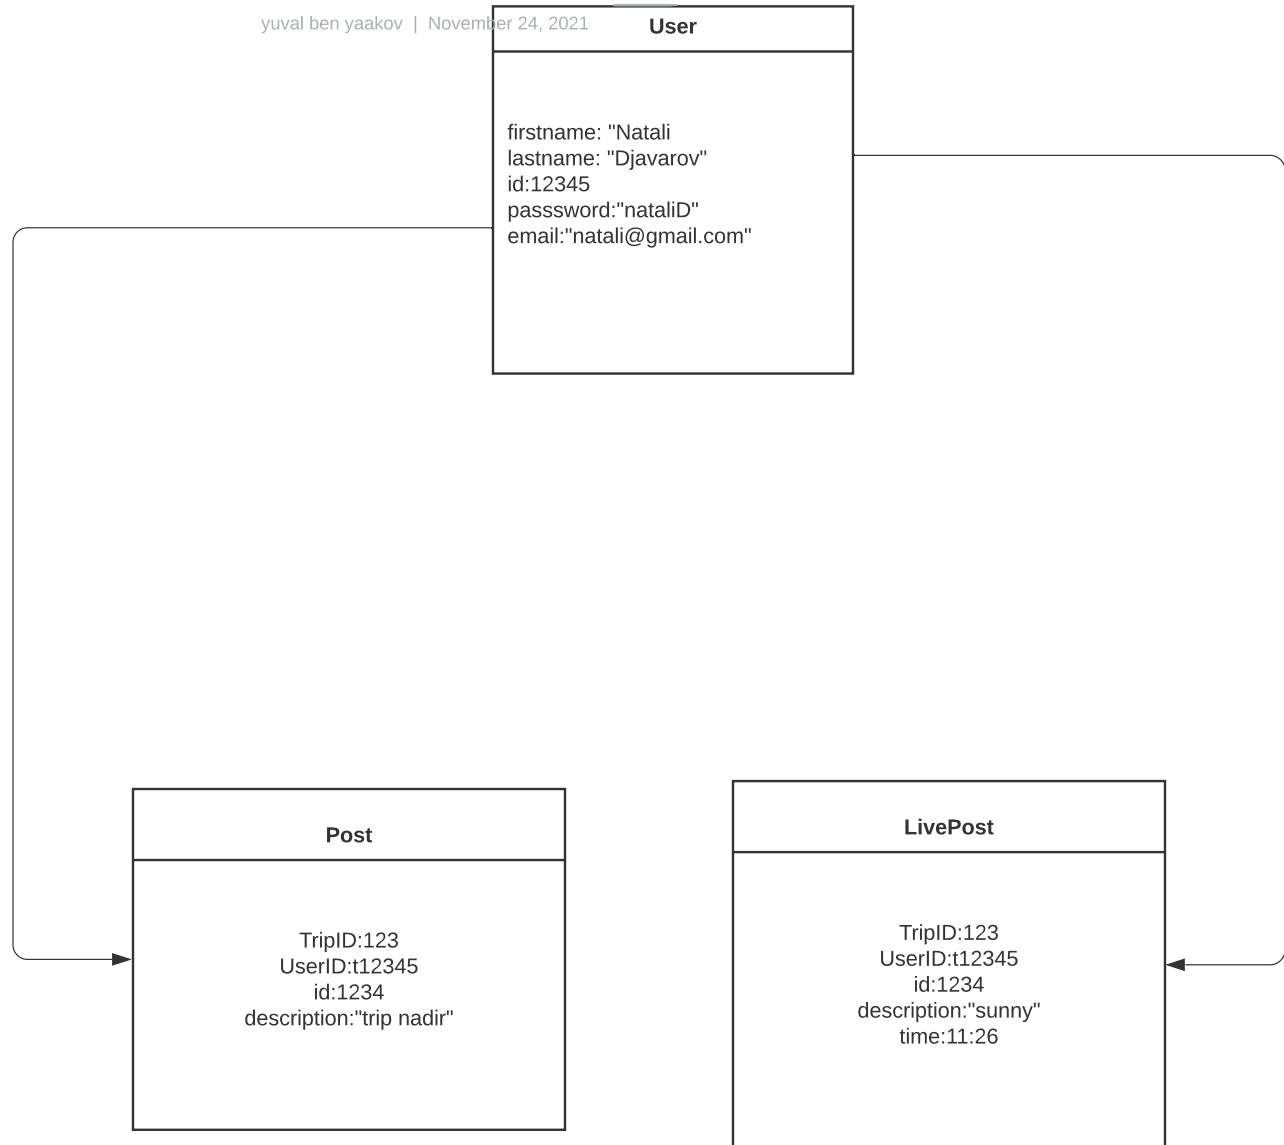 yuval ben yaakov | November 24, 2021
User
firstname: "Natali
lastname: "Djavarov"
id:12345
passsword:"nataliD"
email:"natali@gmail.com"
Post
TripID:123
UserID:t12345
id:1234
description:"trip nadir"
LivePost
TripID:123
UserID:t12345
id:1234
description:"sunny"
time:11:26